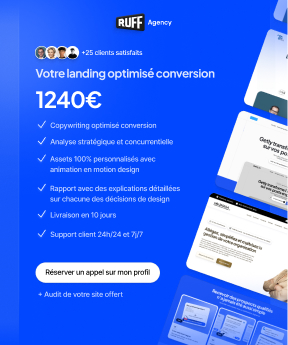 RUFF Agency
+25 clients satisfaits
Votre landing optimisé conversion
1240€
Copywriting optimisé conversion
Analyse stratégique et concurrentielle
Assets 100% personnalisés avec
animation en motion design
Rapport avec des explications détaillées
sur chacune des décisions de design
Livraison en 10 jours
Support client 24h/24 et 7j/7
Réserver un appel sur mon profil
+ Audit de votre site offert